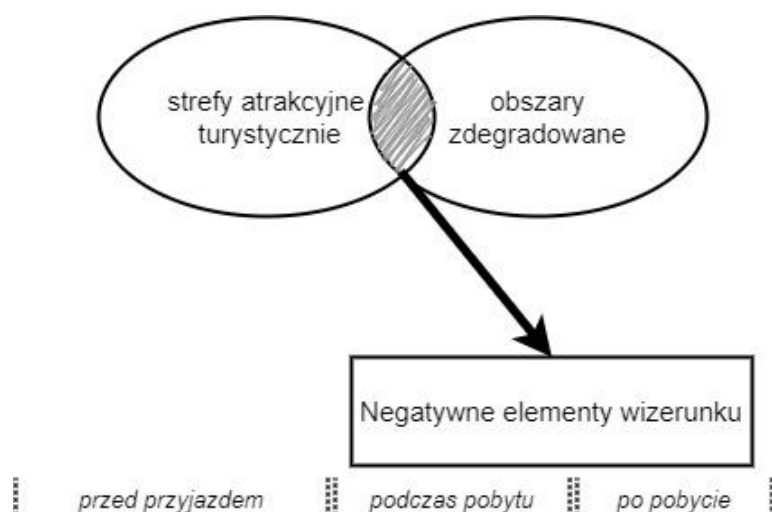 strefy atrakcyjne
turystycznie
obszary
zdegradowane
Negatywne elementy wizerunku
przed przyjazdem
podczas pobytu
po pobycie